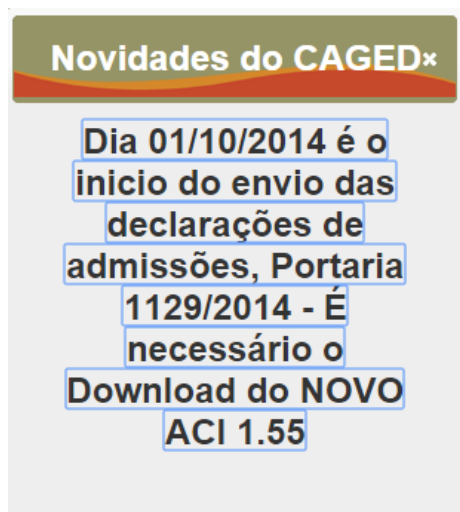 Novidades do CAGED×
Dia 01/10/2014 é o
inicio do envio das
declarações de
admissões, Portaria
1129/2014 - É
necessário o
Download do NOVO
ACI 1.55